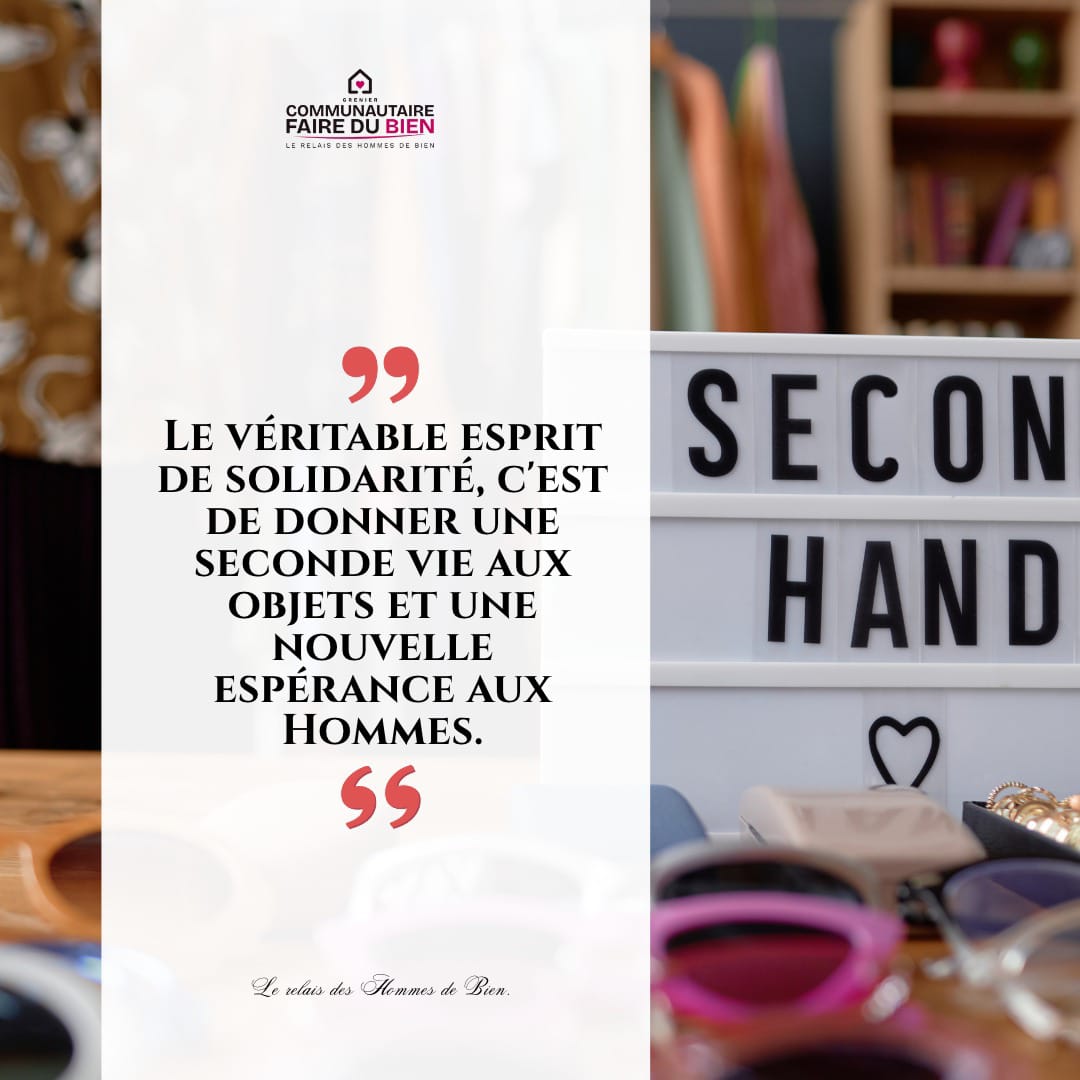 GRENIER
COMMUNAUTAIRE
FAIRE DU BIEN
LE RELAIS DES HOMMES DE BIEN
Le véritable esprit
de solidarité, c'est
de donner une
seconde vie aux
objets et une
nouvelle
espérance aux
Hommes.
Le relais des Hommes de Bien.
SECON
HAND